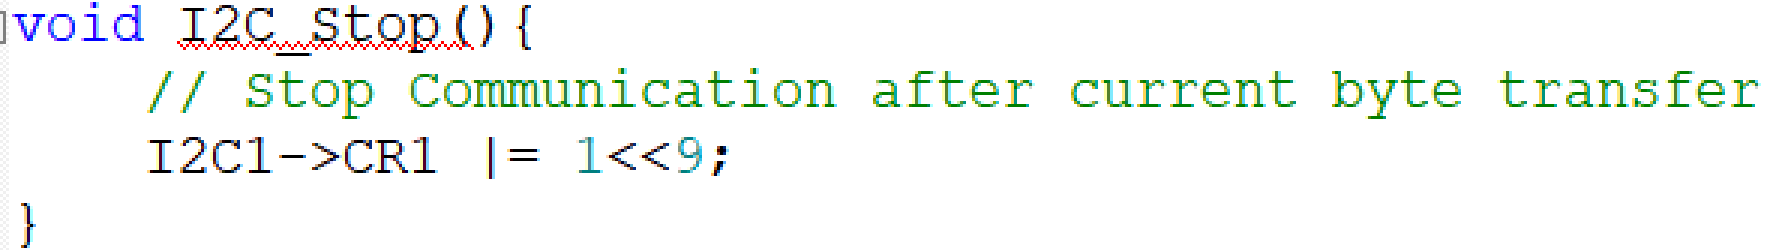 void I2C_Stop(){
// Stop Communication after current byte transfer
I2C1->CR1 |= 1<<9;
}